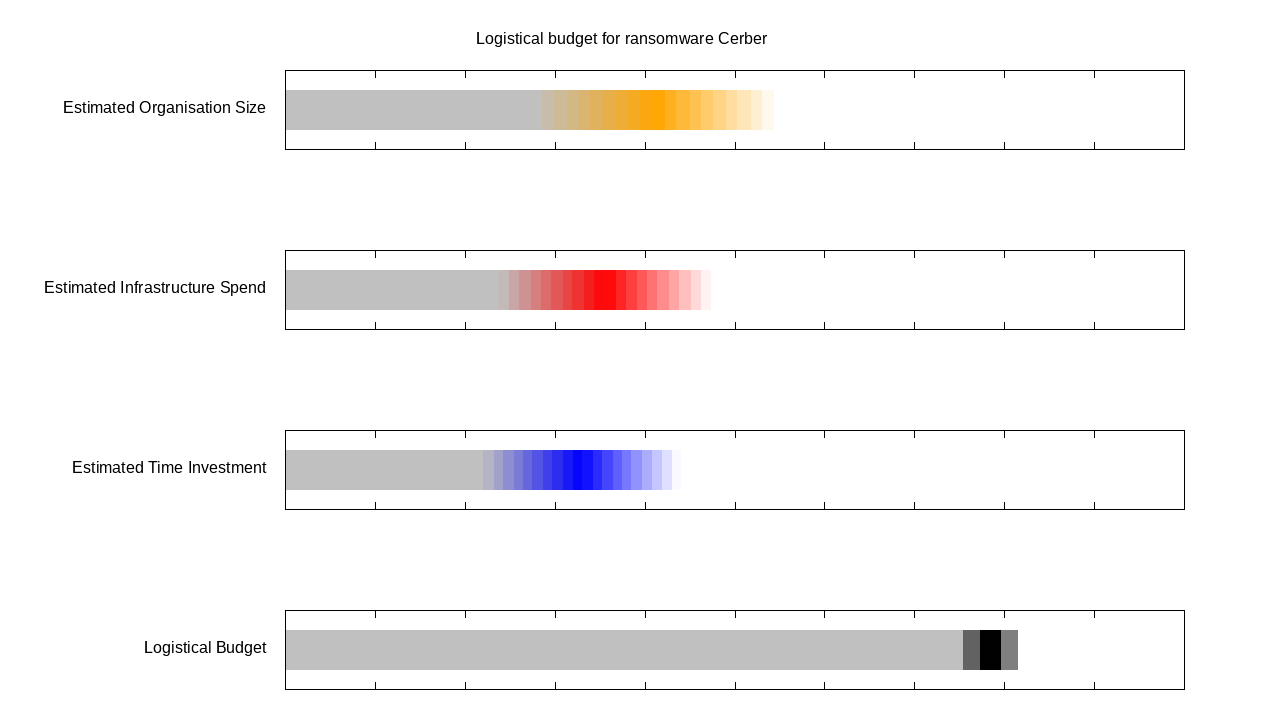 Logistical budget for ransomware Cerber
Estimated Organisation Size
Estimated Infrastructure Spend
Estimated Time Investment
Logistical Budget